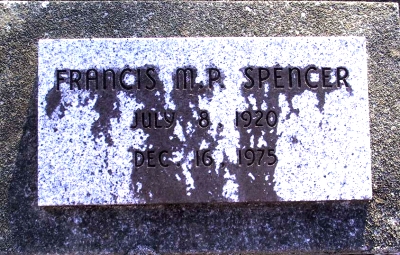 FRANCIS M.P. SPENCER
JULY 8, 1920
DEC. 16, 1975